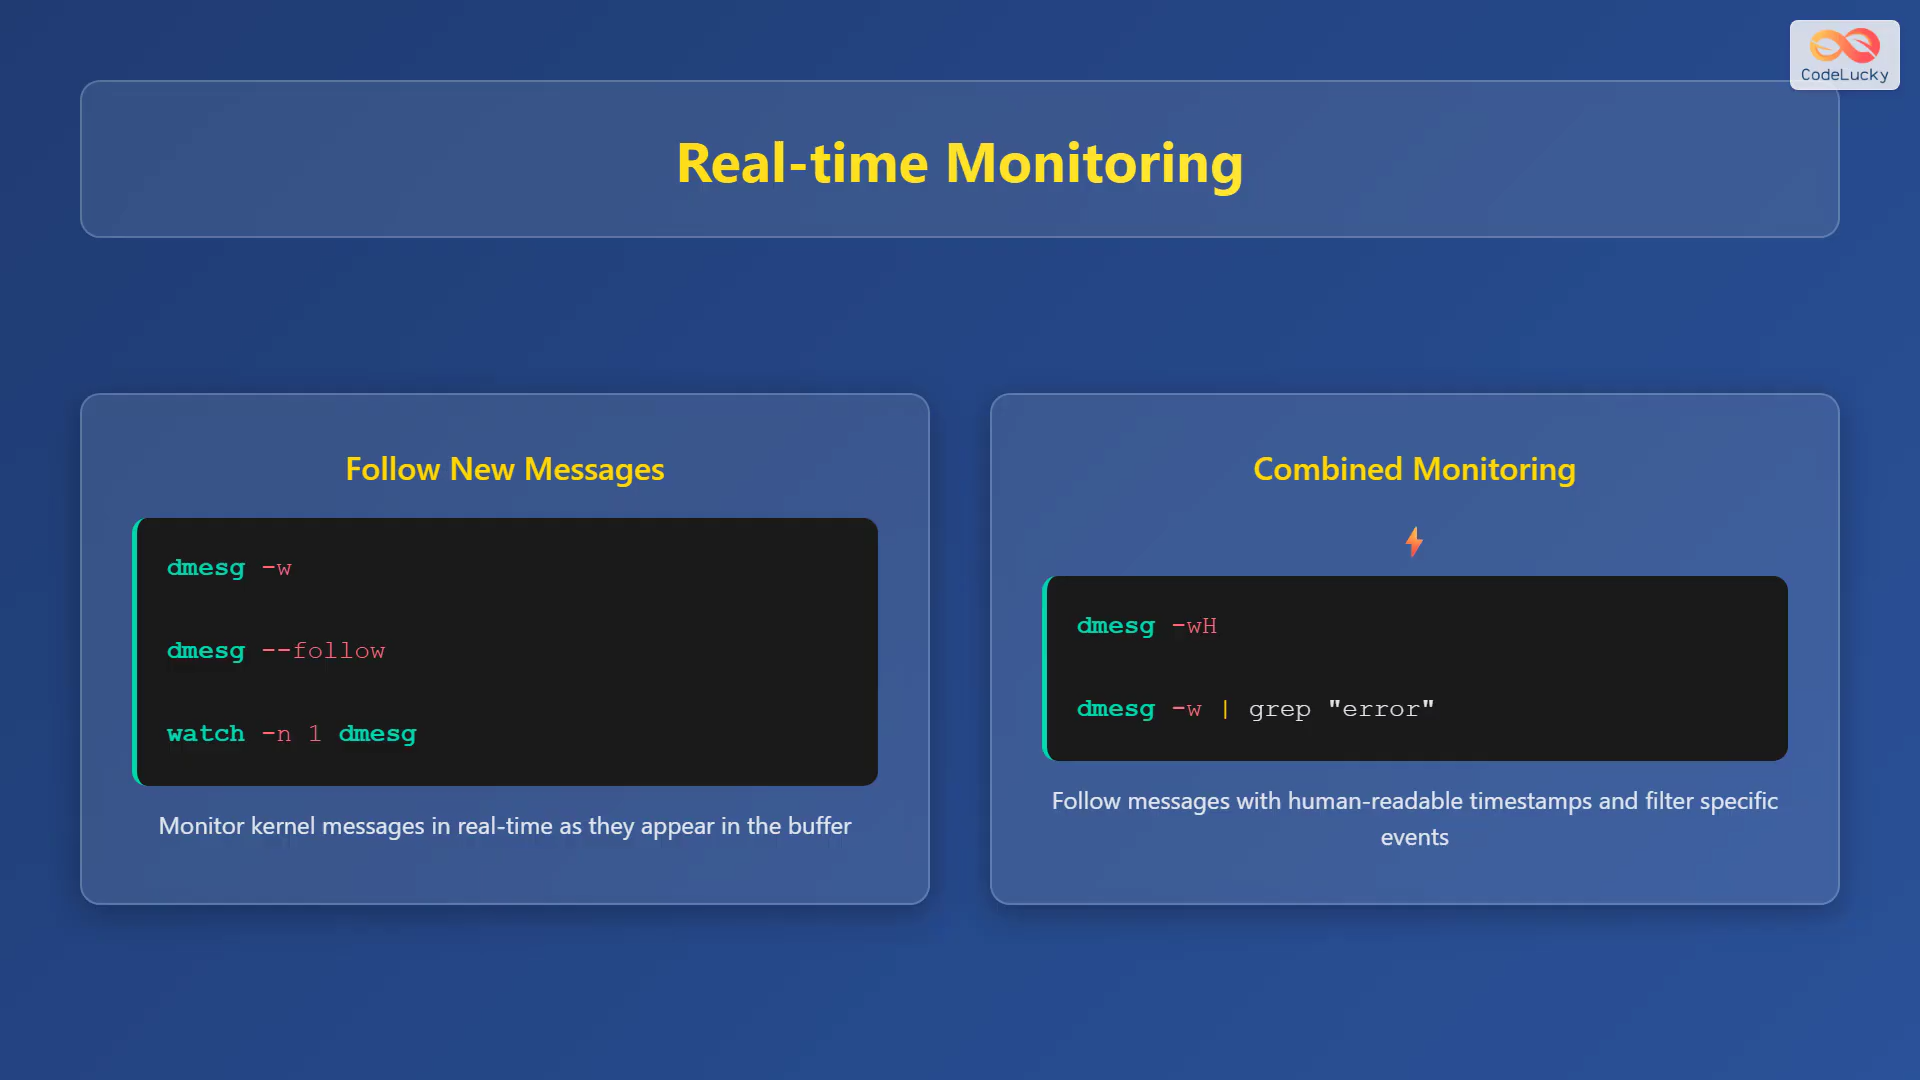 CodeLucky
Real-time Monitoring
Follow New Messages
dmesg -w
dmesg --follow
watch -n 1 dmesg
Monitor kernel messages in real-time as they appear in the buffer
Combined Monitoring
dmesg -wH
dmesg -w | grep "error"
Follow messages with human-readable timestamps and filter specific
events